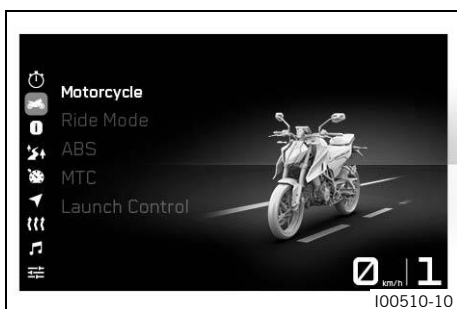 Motorcycle
Ride Mode
ABS
MTC
Launch Control
0 km/h 1
I00510-10